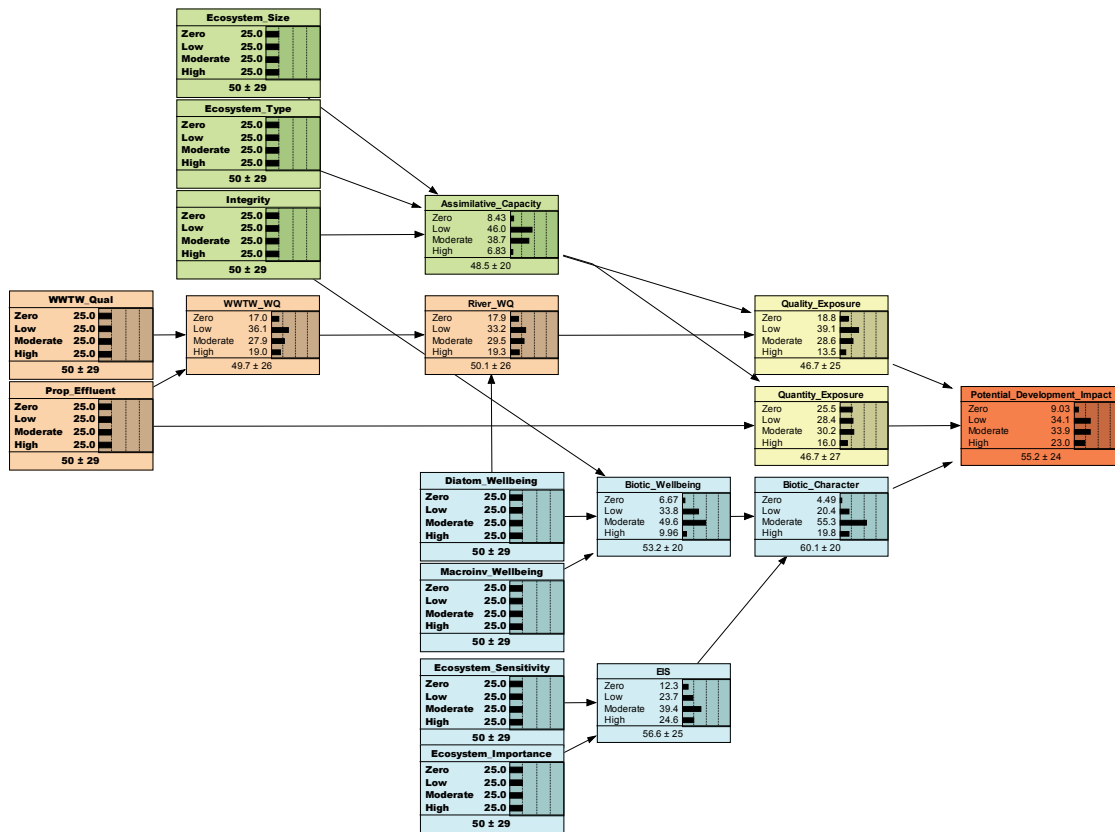 Ecosystem_Size
Zero 25.0
Low 25.0
Moderate 25.0
High 25.0
50 ± 29
Ecosystem_Type
Zero 25.0
Low 25.0
Moderate 25.0
High 25.0
50 ± 29
Integrity
Zero 25.0
Low 25.0
Moderate 25.0
High 25.0
50 ± 29
Assimilative_Capacity
Zero 8.43
Low 46.0
Moderate 38.7
High 6.83
48.5 ± 20
WWTW_Qual
Zero 25.0
Low 25.0
Moderate 25.0
High 25.0
50 ± 29
WWTW_WQ
Zero 17.0
Low 36.1
Moderate 27.9
High 19.0
49.7 ± 26
River_WQ
Zero 17.9
Low 33.2
Moderate 29.5
High 19.3
50.1 ± 26
Quality_Exposure
Zero 18.8
Low 39.1
Moderate 28.6
High 13.5
46.7 ± 25
Prop_Effluent
Zero 25.0
Low 25.0
Moderate 25.0
High 25.0
50 ± 29
Quantity_Exposure
Zero 25.5
Low 28.4
Moderate 30.2
High 16.0
46.7 ± 27
Potential_Development_Impact
Zero 9.03
Low 34.1
Moderate 33.9
High 23.0
55.2 ± 24
Diatom_Wellbeing
Zero 25.0
Low 25.0
Moderate 25.0
High 25.0
50 ± 29
Biotic_Wellbeing
Zero 6.67
Low 33.8
Moderate 49.6
High 9.96
53.2 ± 20
Biotic_Character
Zero 4.49
Low 20.4
Moderate 55.3
High 19.8
60.1 ± 20
Macroinv_Wellbeing
Zero 25.0
Low 25.0
Moderate 25.0
High 25.0
50 ± 29
Ecosystem_Sensitivity
Zero 25.0
Low 25.0
Moderate 25.0
High 25.0
50 ± 29
EIS
Zero 12.3
Low 23.7
Moderate 39.4
High 24.6
56.6 ± 25
Ecosystem_Importance
Zero 25.0
Low 25.0
Moderate 25.0
High 25.0
50 ± 29